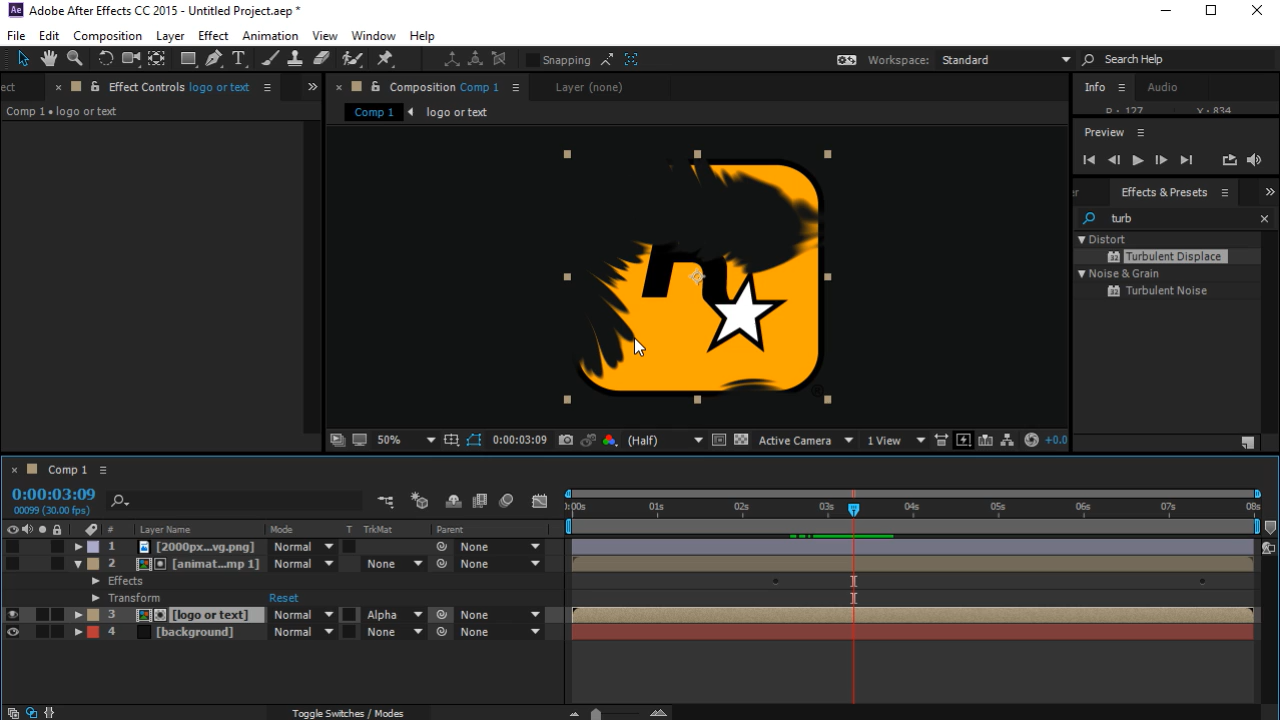 Adobe After Effects CC 2015 - Untitled Project.aep *
File Edit Composition Layer Effect Animation View Window Help
Snapping Workspace: Standard Search Help
ect Effect Controls logo or text Composition Comp 1 Layer (none) Info Audio
Comp 1 • logo or text Comp 1 logo or text
Preview
Effects & Presets
turb
Distort
Turbulent Displace
Noise & Grain
Turbulent Noise
50% 0:00:03:09 (Half) Active Camera 1 View +0.0
Comp 1
0:00:03:09
00099 (30.00 fps)
):00s 01s 02s 03s 04s 05s 06s 07s 08s
# Layer Name Mode T TrkMat Parent
1 [2000px...vg.png] Normal None
2 [animat...mp 1] Normal None None
Effects
Transform Reset
3 [logo or text] Normal Alpha None
4 [background] Normal None None
Toggle Switches / Modes